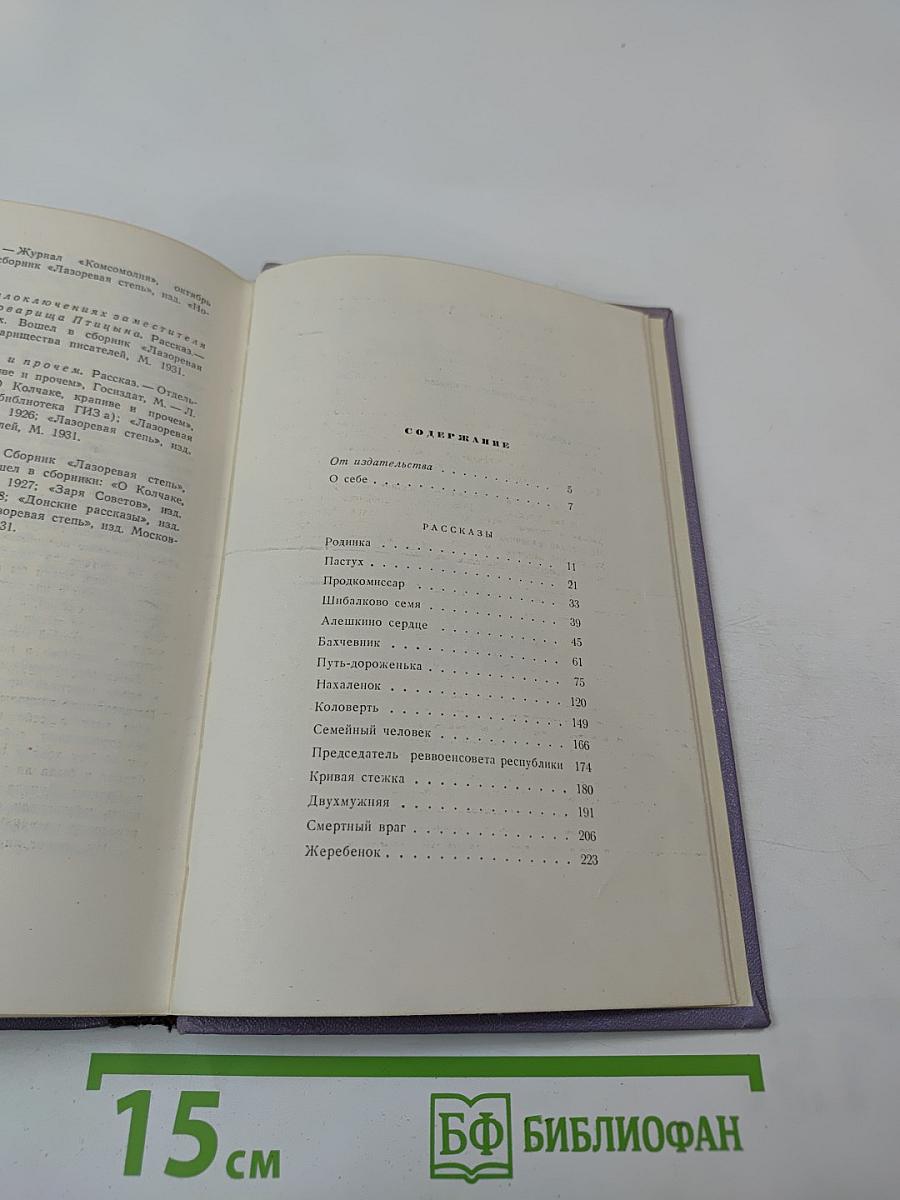 — Журнал «Комсомолия», октябрь
сборник «Лазоревая степь», изд. «Но-
злоключениях заместителя
товарища Птицына. Рассказ.—
х. Вошел в сборник «Лазоревая
арищества писателей, М. 1931.
и прочем. Рассказ. — Отдель-
ве и прочем», Госиздат, М. — Л.
О Колчаке, крапиве и прочем»,
библиотека ГИЗ а); «Лазоревая
1926; «Лазоревая степь», изд.
лей, М. 1931.
Сборник «Лазоревая степь»,
шел в сборники: «О Колчаке,
1927; «Заря Советов», изд.
8; «Донские рассказы», изд.
зоревая степь», изд. Москов-
31.
СОДЕРЖАНИЕ
От издательства . . . . . . . . . . 5
О себе . . . . . . . . . . . . . . . 7
РАССКАЗЫ
Родинка . . . . . . . . . . . . . . 11
Пастух . . . . . . . . . . . . . . . 21
Продкомиссар . . . . . . . . . . . 33
Шибалково семя . . . . . . . . . . 39
Алешкино сердце . . . . . . . . . 45
Бахчевник . . . . . . . . . . . . . 61
Путь-дороженька . . . . . . . . . . 75
Нахаленок . . . . . . . . . . . . . 120
Коловерть . . . . . . . . . . . . . 149
Семейный человек . . . . . . . . . 166
Председатель реввоенсовета республики 174
Кривая стежка . . . . . . . . . . . 180
Двухмужняя . . . . . . . . . . . . 191
Смертный враг . . . . . . . . . . . 206
Жеребенок . . . . . . . . . . . . . 223
15 см
БФ БИБЛИОФАН